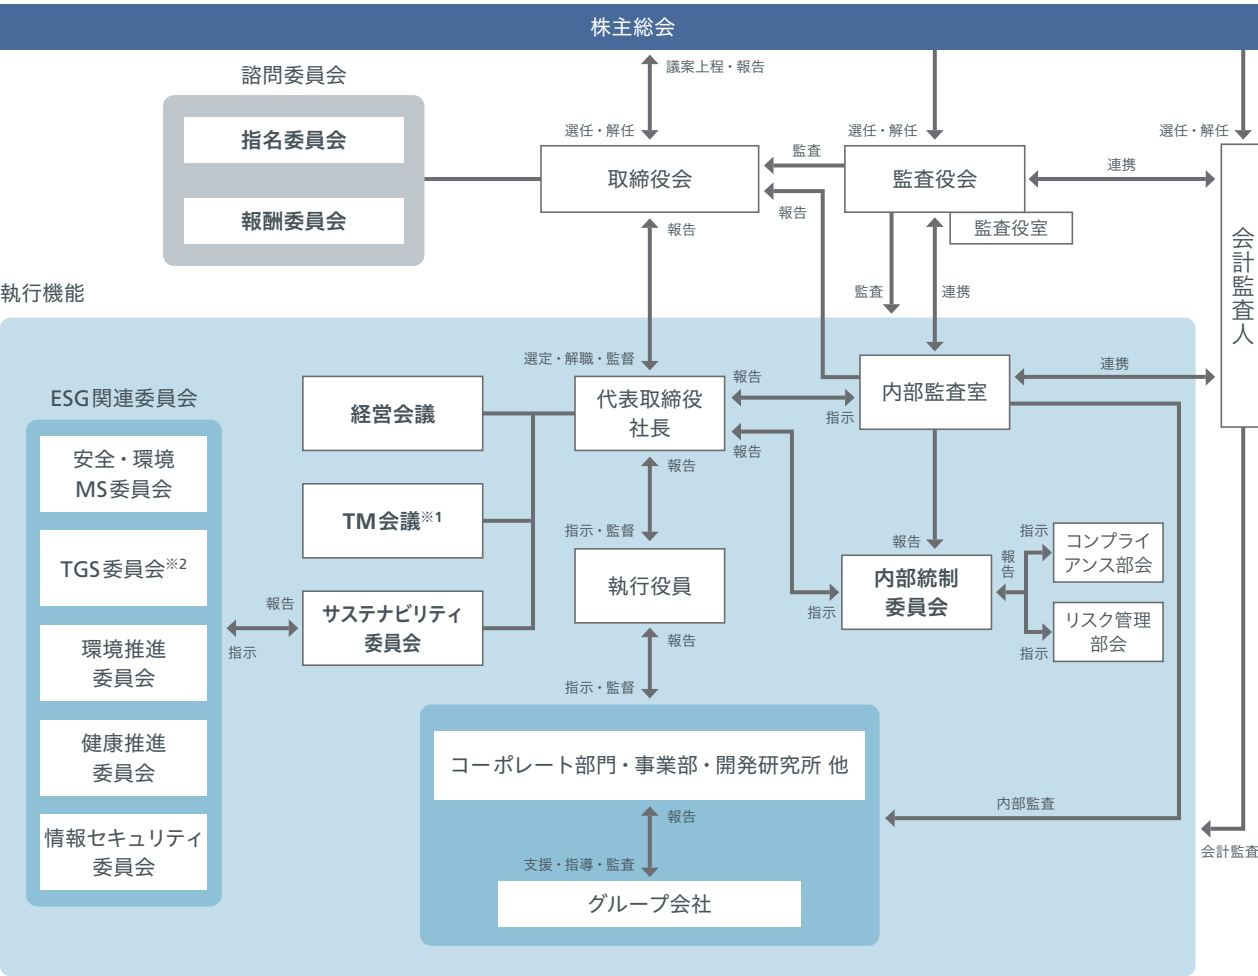 株主総会
諮問委員会
議案上程・報告
指名委員会
報酬委員会
選任・解任
選任・解任
選任・解任
取締役会
監査
監査役会
連携
報告
監査役室
報告
会計監査人
執行機能
監査
連携
選定・解職・監督
ESG関連委員会
経営会議
代表取締役
社長
報告
指示
内部監査室
連携
報告
安全・環境
MS委員会
報告
TM会議※1
指示・監督
TGS委員会※2
執行役員
報告
指示
内部統制
委員会
報告
指示
コンプライ
アンス部会
リスク管理
部会
指示
サステナビリティ
委員会
報告
指示
環境推進
委員会
報告
指示・監督
健康推進
委員会
コーポレート部門・事業部・開発研究所 他
内部監査
報告
情報セキュリティ
委員会
支援・指導・監査
会計監査
グループ会社